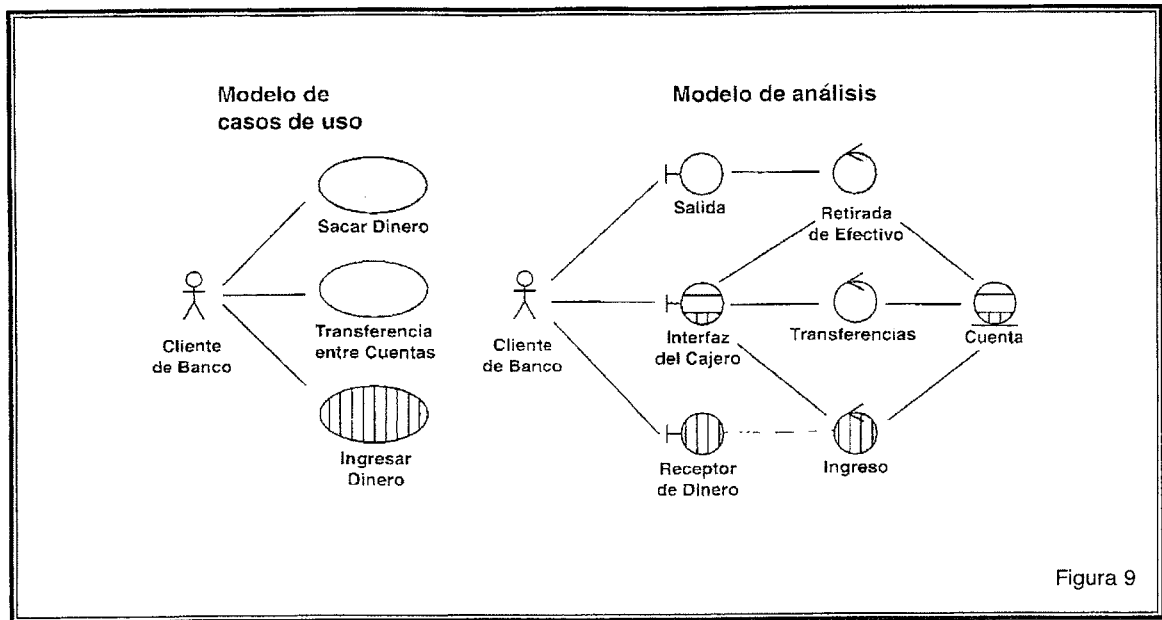 Modelo de
casos de uso
Sacar Dinero
Cliente
de Banco
Transferencia
entre Cuentas
Ingresar
Dinero
Modelo de análisis
Salida
Retirada
de Efectivo
Cliente
de Banco
Interfaz
del Cajero
Transferencias
Cuenta
Receptor
de Dinero
Ingreso
Figura 9